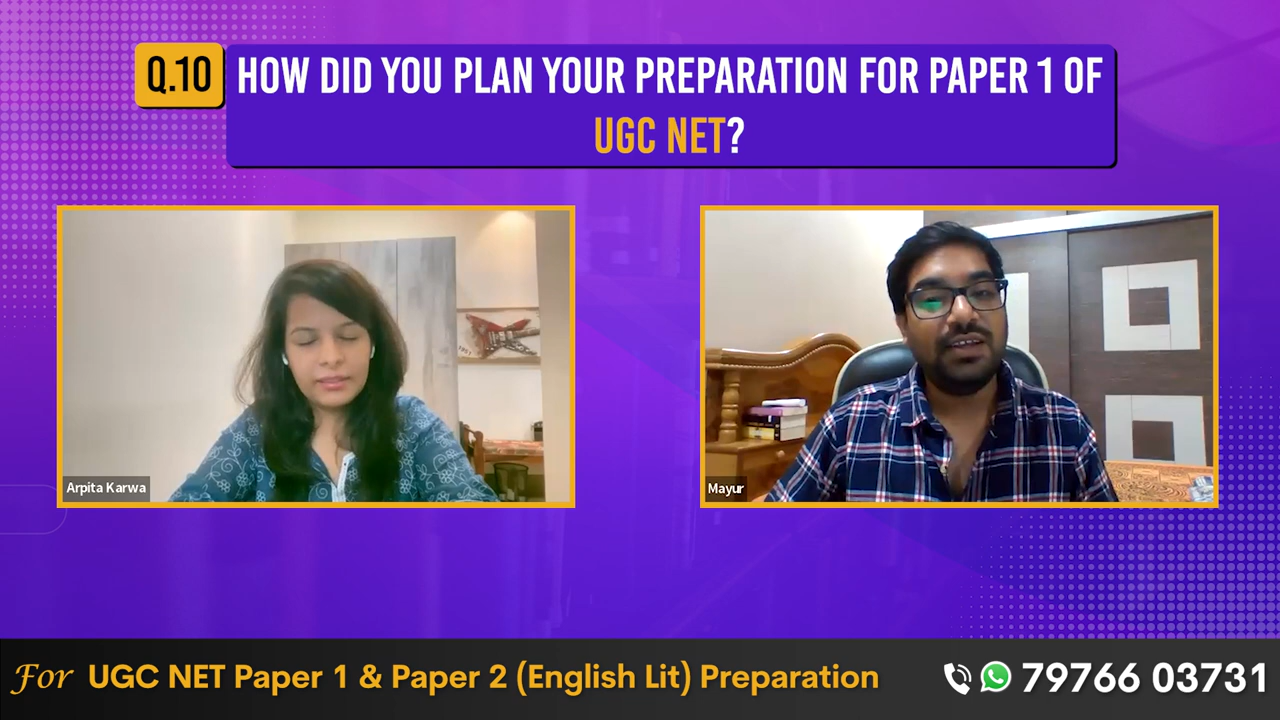 Q.10 HOW DID YOU PLAN YOUR PREPARATION FOR PAPER 1 OF
UGC NET?
Arpita Karwa
Mayur
For UGC NET Paper 1 & Paper 2 (English Lit) Preparation
79766 03731